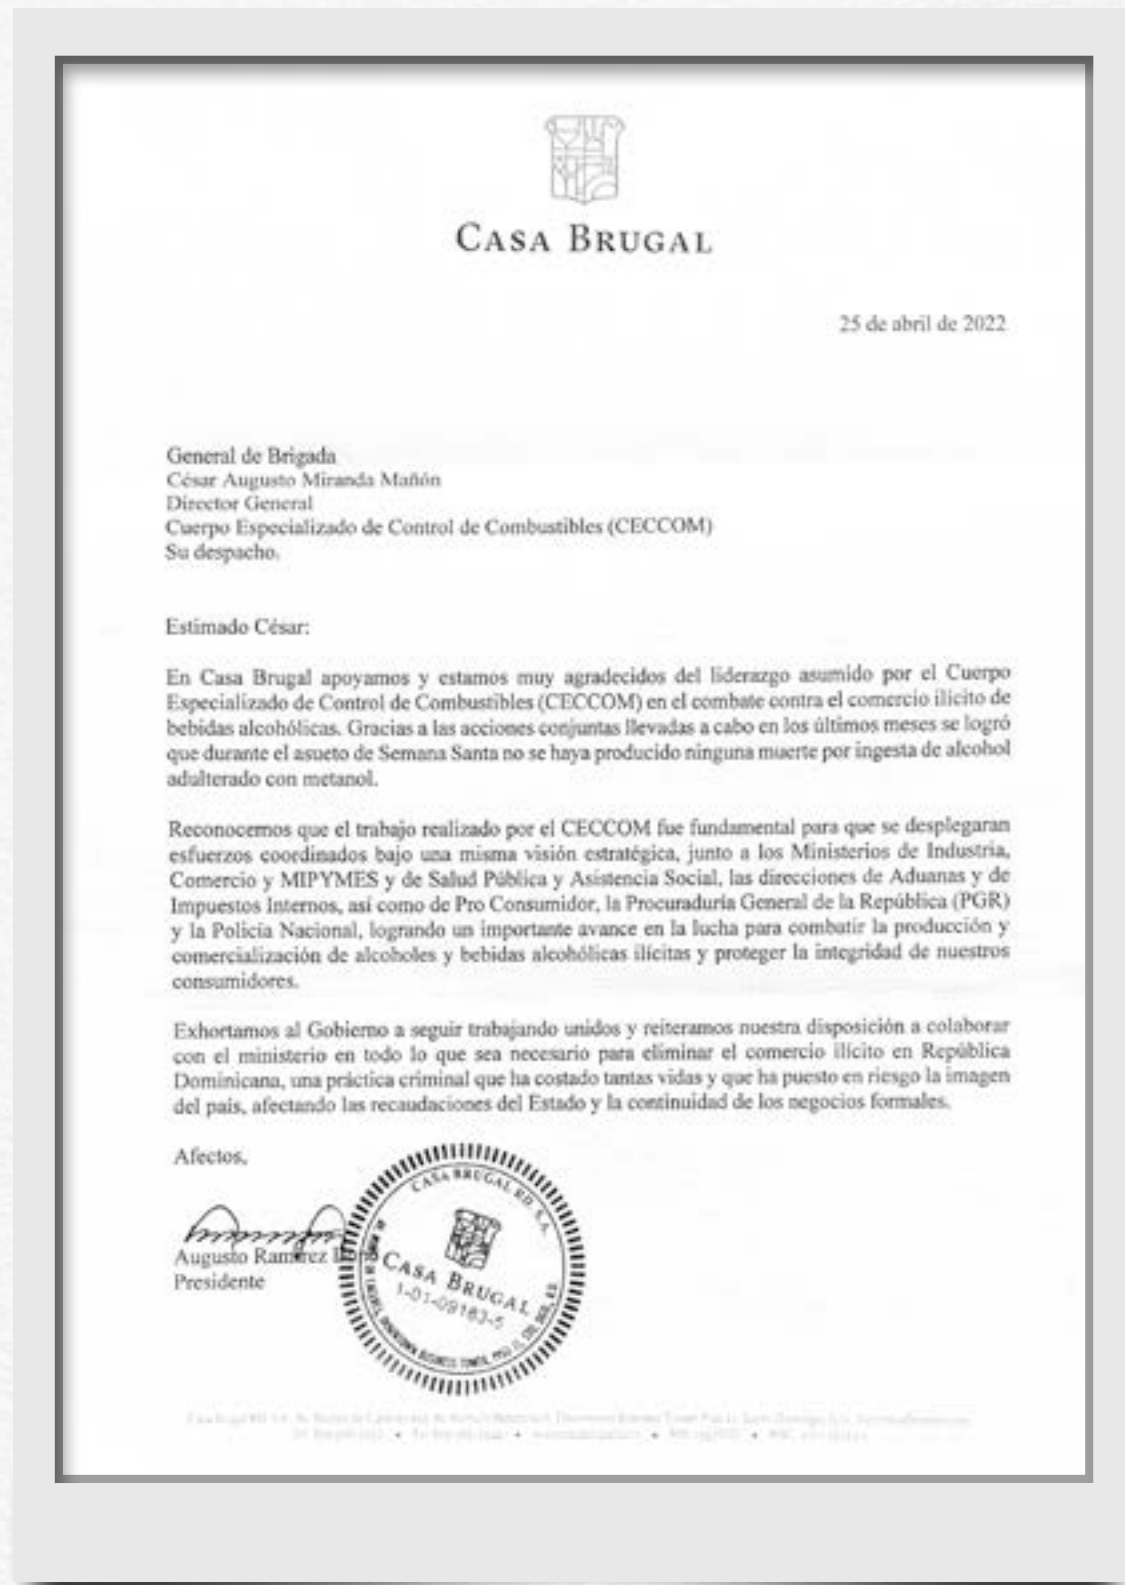 CASA BRUGAL
25 de abril de 2022
General de Brigada
César Augusto Miranda Mañón
Director General
Cuerpo Especializado de Control de Combustibles (CECCOM)
Su despacho.
Estimado César:
En Casa Brugal apoyamos y estamos muy agradecidos del liderazgo asumido por el Cuerpo
Especializado de Control de Combustibles (CECCOM) en el combate contra el comercio ilícito de
bebidas alcohólicas. Gracias a las acciones conjuntas llevadas a cabo en los últimos meses se logró
que durante el asueto de Semana Santa no se haya producido ninguna muerte por ingesta de alcohol
adulterado con metanol.
Reconocemos que el trabajo realizado por el CECCOM fue fundamental para que se desplegaran
esfuerzos coordinados bajo una misma visión estratégica, junto a los Ministerios de Industria,
Comercio y MIPYMES y de Salud Pública y Asistencia Social, las direcciones de Aduanas y de
Impuestos Internos, así como de Pro Consumidor, la Procuraduría General de la República (PGR)
y la Policía Nacional, logrando un importante avance en la lucha para combatir la producción y
comercialización de alcoholes y bebidas alcohólicas ilícitas y proteger la integridad de nuestros
consumidores.
Exhortamos al Gobierno a seguir trabajando unidos y reiteramos nuestra disposición a colaborar
con el ministerio en todo lo que sea necesario para eliminar el comercio ilícito en República
Dominicana, una práctica criminal que ha costado tantas vidas y que ha puesto en riesgo la imagen
del país, afectando las recaudaciones del Estado y la continuidad de los negocios formales.
Afectos,
Augusto Ramírez
Presidente
CASA BRUGAL RD. S.A.
CASA BRUGAL
1-01-09163-5